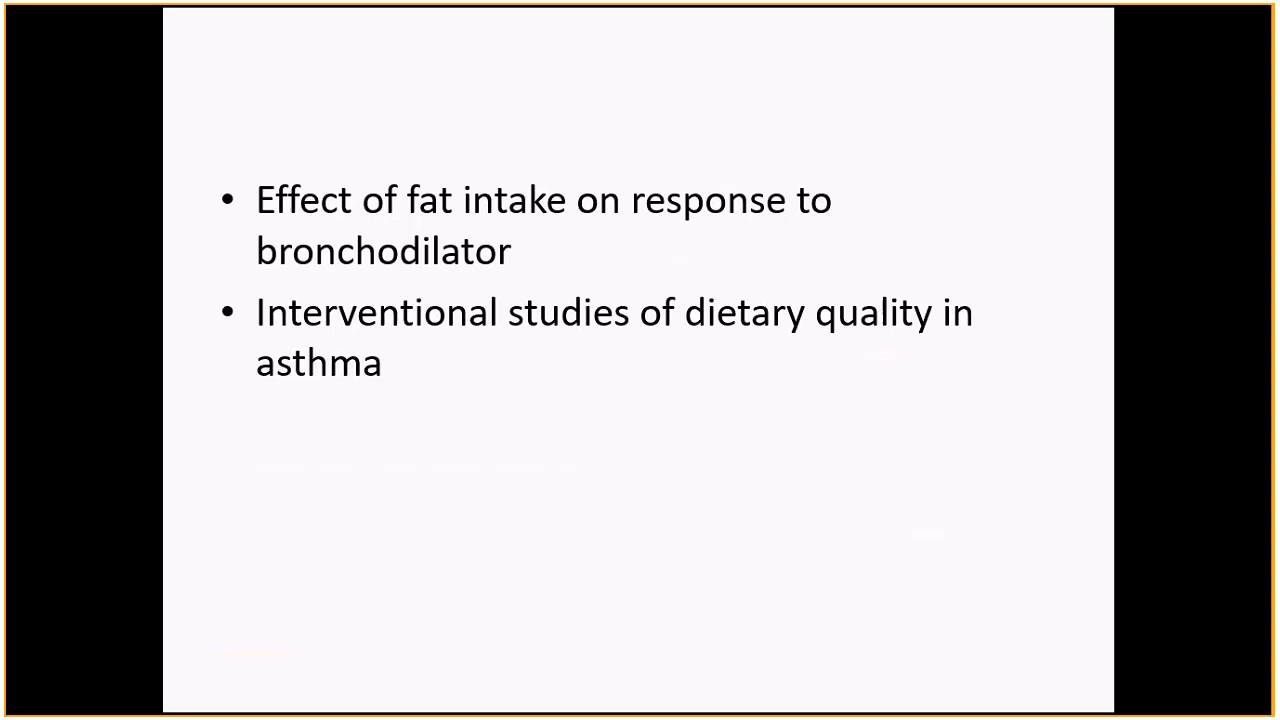 • Effect of fat intake on response to
bronchodilator
• Interventional studies of dietary quality in
asthma